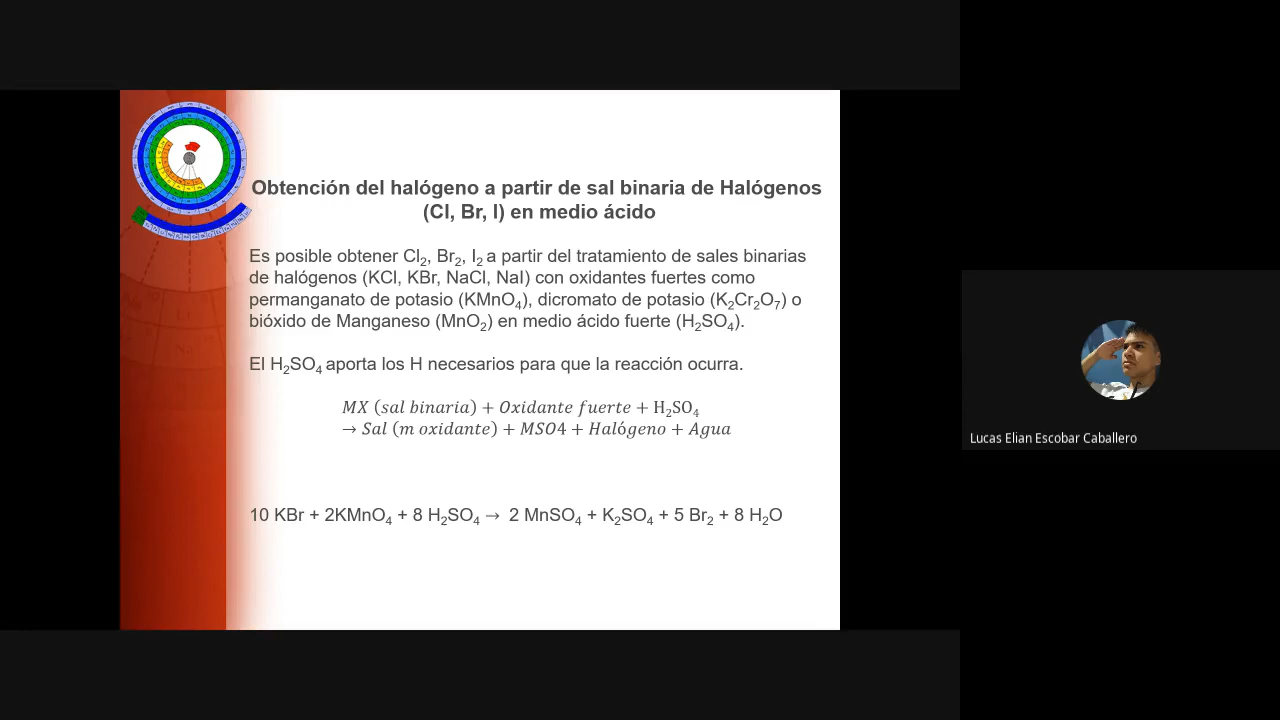 Obtención del halógeno a partir de sal binaria de Halógenos
(Cl, Br, I) en medio ácido
Es posible obtener Cl₂, Br₂, I₂ a partir del tratamiento de sales binarias
de halógenos (KCl, KBr, NaCl, NaI) con oxidantes fuertes como
permanganato de potasio (KMnO₄), dicromato de potasio (K₂Cr₂O₇) o
bióxido de Manganeso (MnO₂) en medio ácido fuerte (H₂SO₄).
El H₂SO₄ aporta los H necesarios para que la reacción ocurra.
MX (sal binaria) + Oxidante fuerte + H₂SO₄
→ Sal (m oxidante) + MSO4 + Halógeno + Agua
10 KBr + 2KMnO₄ + 8 H₂SO₄ → 2 MnSO₄ + K₂SO₄ + 5 Br₂ + 8 H₂O
Lucas Elian Escobar Caballero